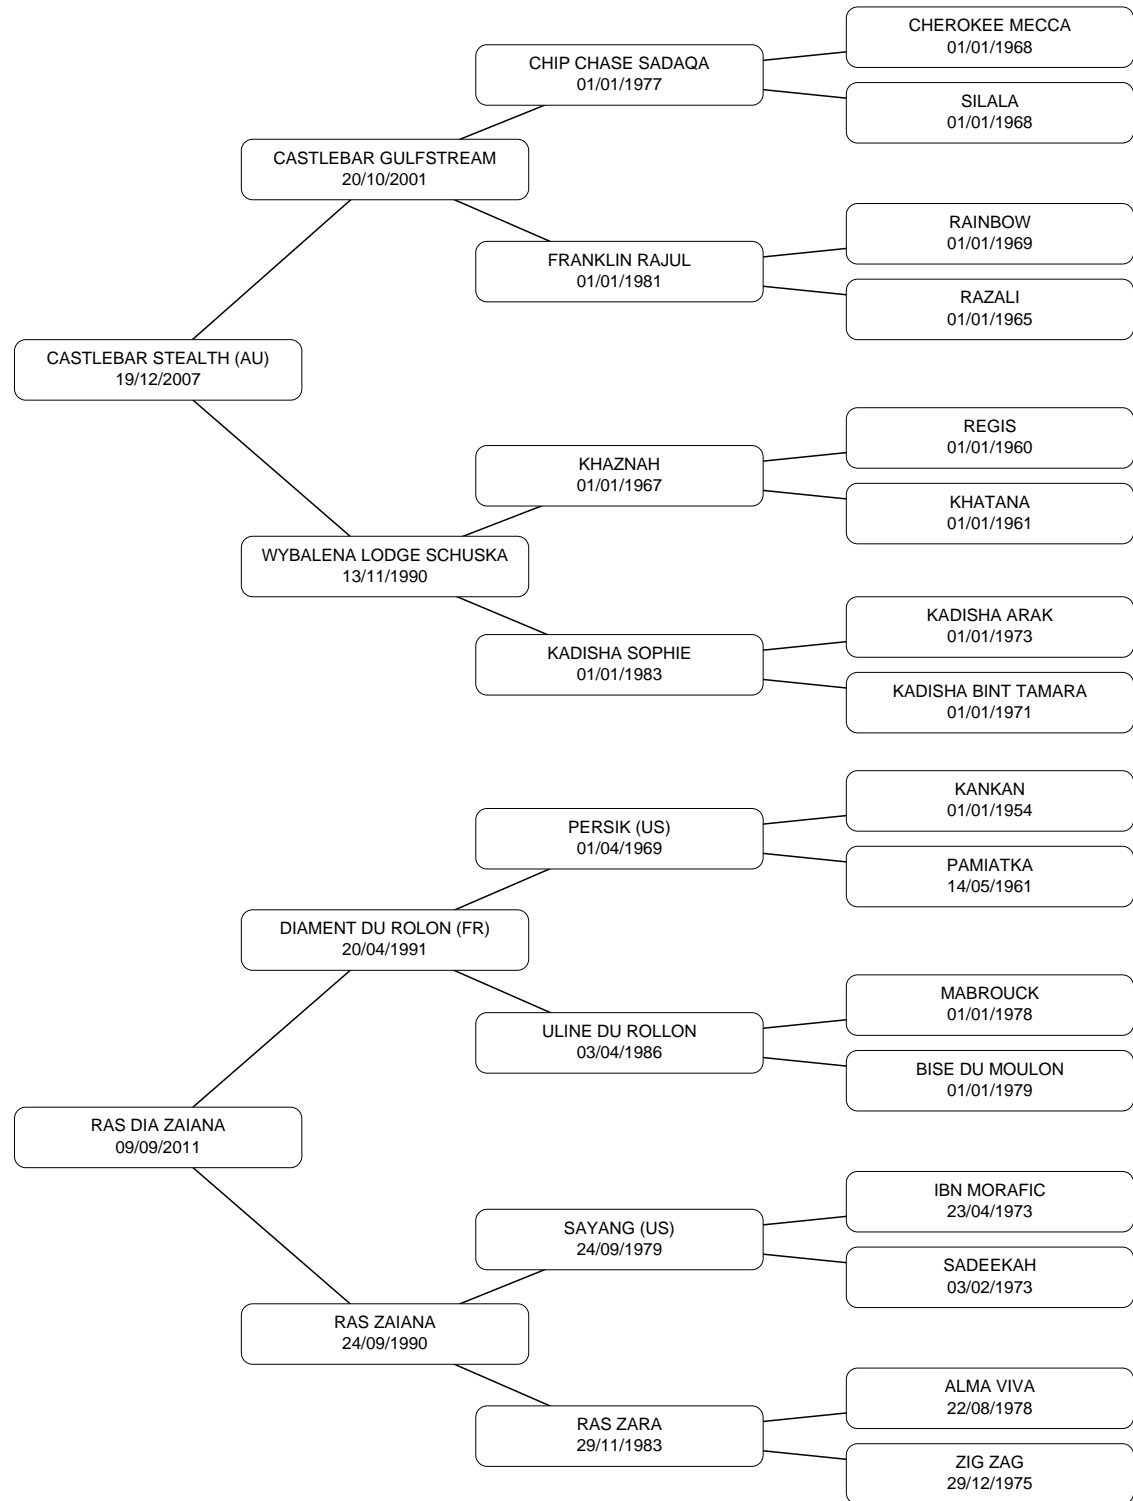 CHEROKEE MECCA
01/01/1968
CHIP CHASE SADAQA
01/01/1977
SILALA
01/01/1968
CASTLEBAR GULFSTREAM
20/10/2001
RAINBOW
01/01/1969
FRANKLIN RAJUL
01/01/1981
RAZALI
01/01/1965
CASTLEBAR STEALTH (AU)
19/12/2007
REGIS
01/01/1960
KHAZNAH
01/01/1967
KHATANA
01/01/1961
WYBALENA LODGE SCHUSKA
13/11/1990
KADISHA ARAK
01/01/1973
KADISHA SOPHIE
01/01/1983
KADISHA BINT TAMARA
01/01/1971
KANKAN
01/01/1954
PERSIK (US)
01/04/1969
PAMIATKA
14/05/1961
DIAMENT DU ROLON (FR)
20/04/1991
MABROUCK
01/01/1978
ULINE DU ROLLON
03/04/1986
BISE DU MOULON
01/01/1979
RAS DIA ZAIANA
09/09/2011
IBN MORAFIC
23/04/1973
SAYANG (US)
24/09/1979
SADEEKAH
03/02/1973
RAS ZAIANA
24/09/1990
ALMA VIVA
22/08/1978
RAS ZARA
29/11/1983
ZIG ZAG
29/12/1975